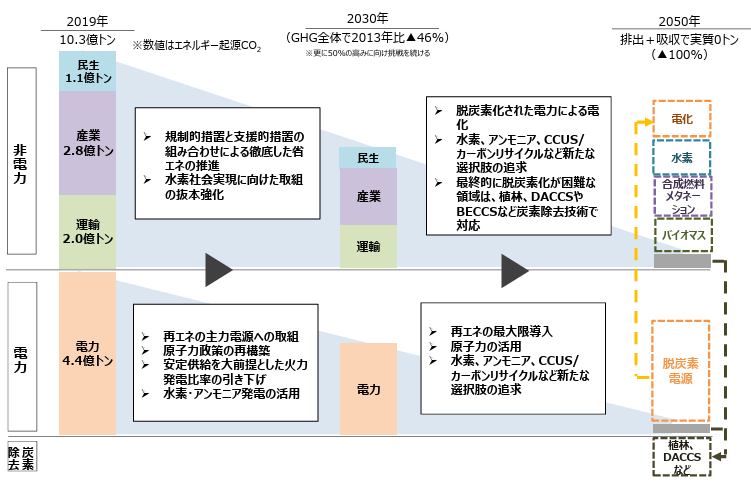 2019年
10.3億トン
※数値はエネルギー起源CO2
2030年
(GHG全体で2013年比▲46%)
※更に50%の高みに向け挑戦を続ける
2050年
排出+吸収で実質0トン
(▲100%)
非電力
民生
1.1億トン
産業
2.8億トン
運輸
2.0億トン
➢ 規制的措置と支援的措置の
組み合わせによる徹底した省
エネの推進
➢ 水素社会実現に向けた取組
の抜本強化
民生
産業
運輸
➢ 脱炭素化された電力による電
化
➢ 水素、アンモニア、CCUS/
カーボンリサイクルなど新たな
選択肢の追求
➢ 最終的に脱炭素化が困難な
領域は、植林、DACCSや
BECCSなど炭素除去技術で
対応
電化
水素
合成燃料
メタネー
ション
バイオマス
電力
電力
4.4億トン
➢ 再エネの主力電源への取組
➢ 原子力政策の再構築
➢ 安定供給を大前提とした火力
発電比率の引き下げ
➢ 水素・アンモニア発電の活用
電力
➢ 再エネの最大限導入
➢ 原子力の活用
➢ 水素、アンモニア、CCUS/
カーボンリサイクルなど新たな
選択肢の追求
脱炭素
電源
炭素
除去
植林、
DACCS
など